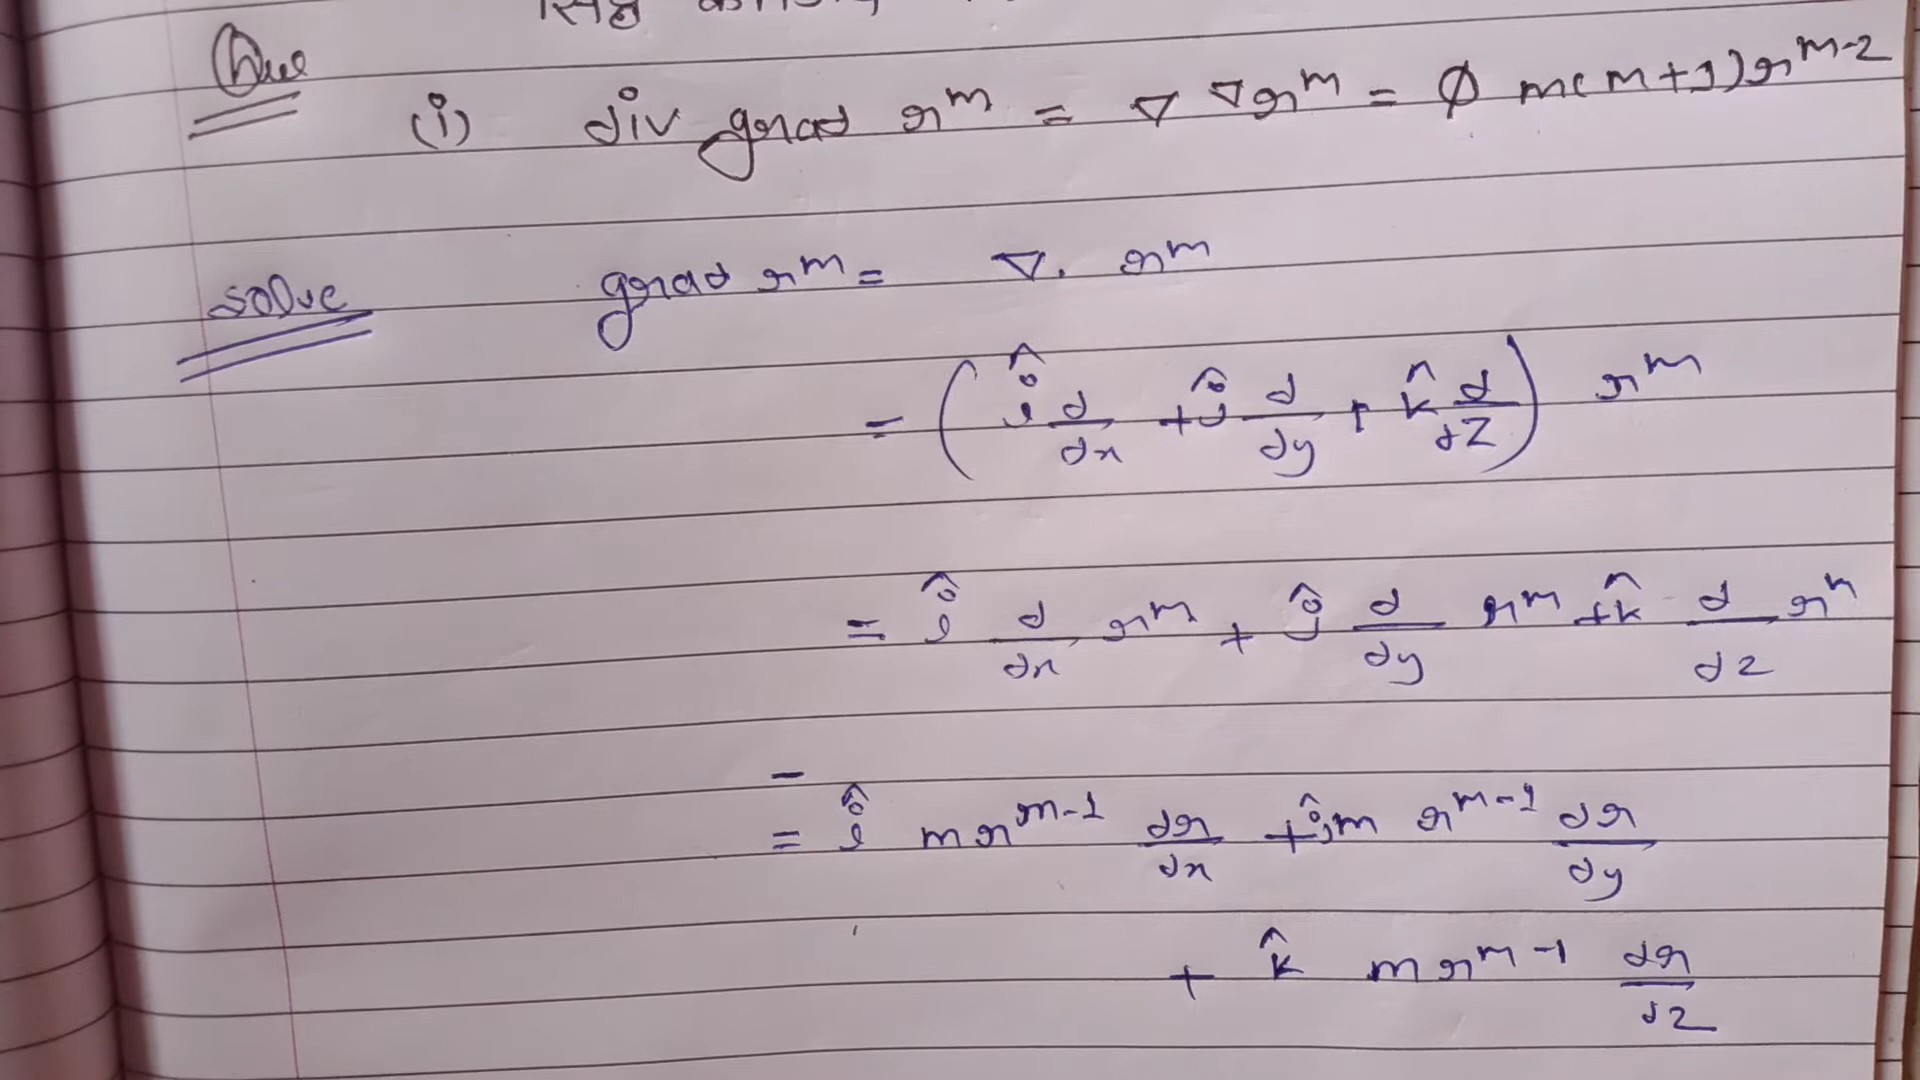 Que
(i) div grad r^m = ∇ ∇r^m = m(m+1)r^m-2
solve grad r^m = ∇. r^m
= ( î d/dx + ĵ d/dy + k̂ d/dz ) r^m
= î d/dx r^m + ĵ d/dy r^m + k̂ d/dz r^n
= î m r^m-1 dr/dx + ĵ m r^m-1 dr/dy
+ k̂ m r^m-1 dr/dz